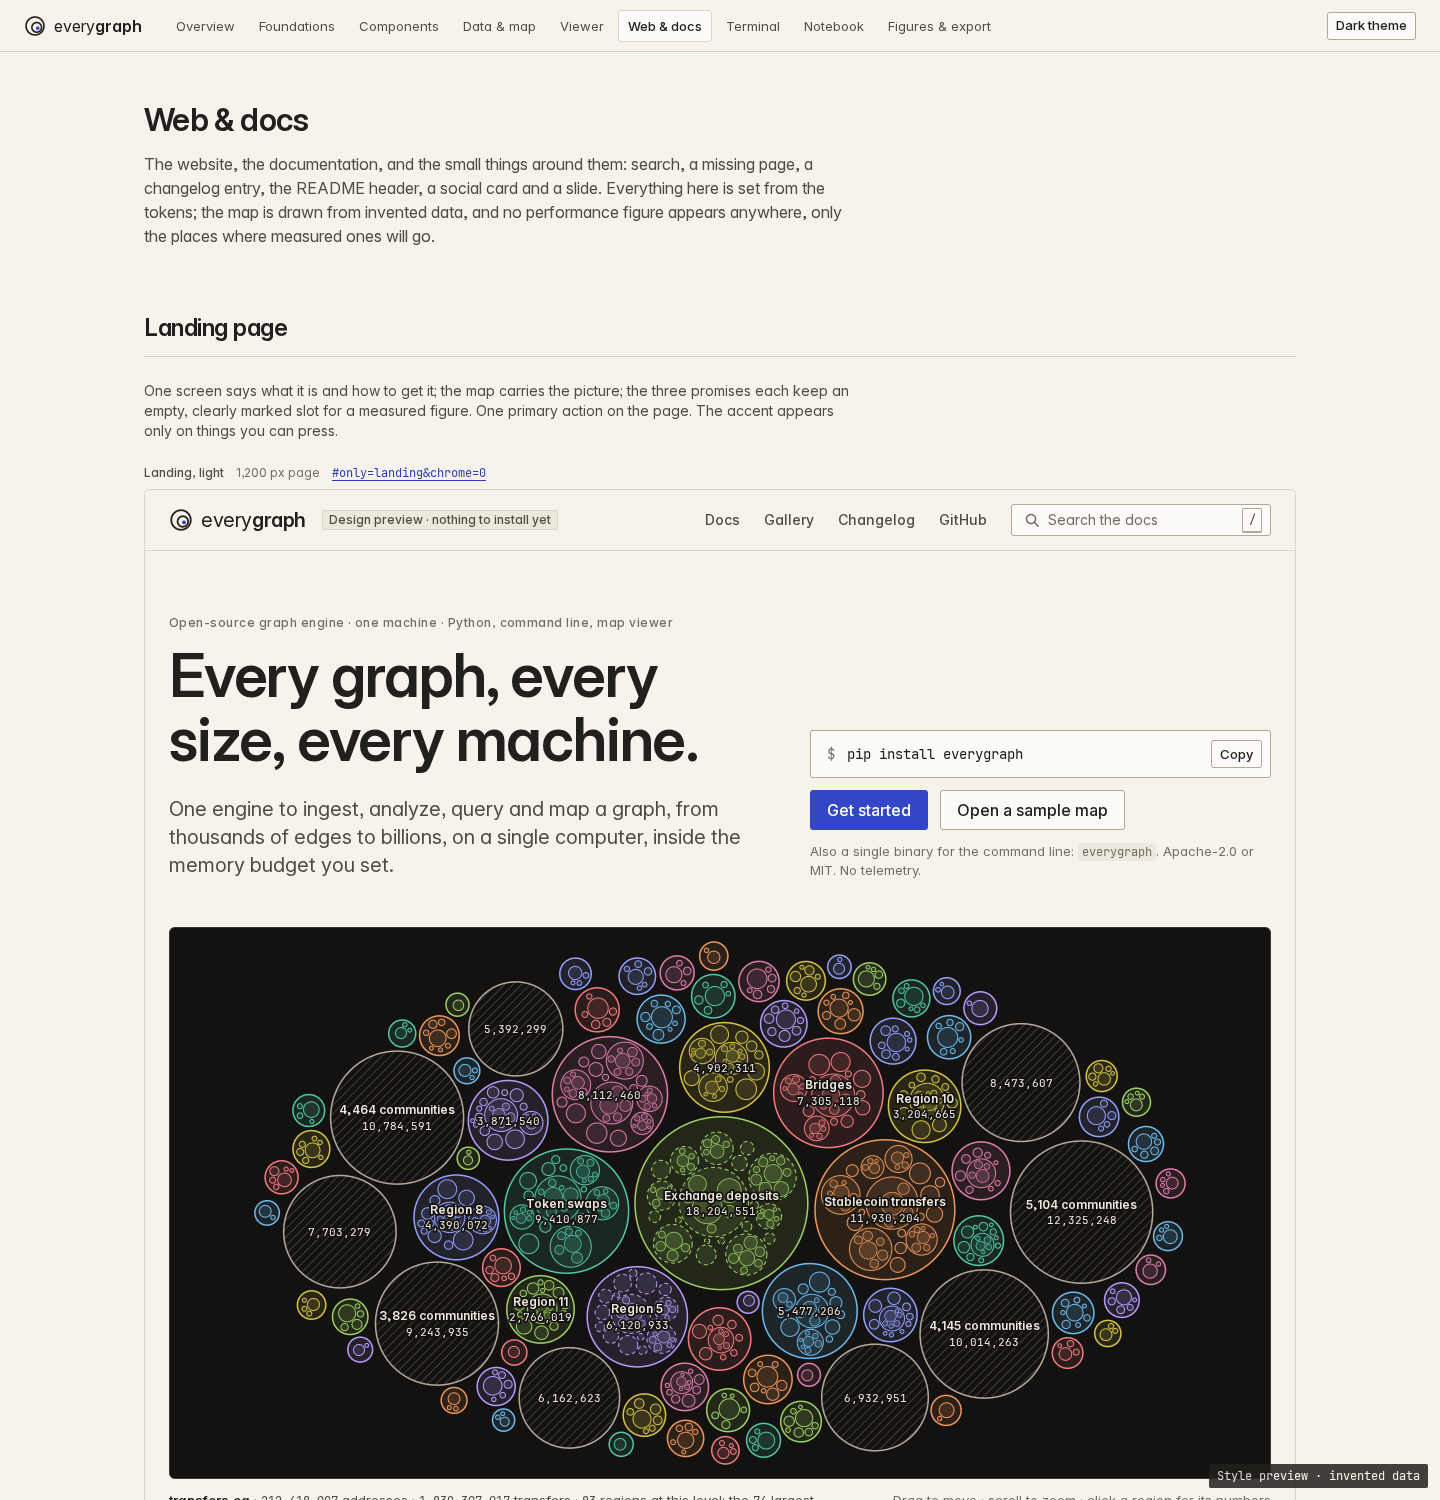 everygraph
Overview
Foundations
Components
Data & map
Viewer
Web & docs
Terminal
Notebook
Figures & export
Dark theme
Web & docs
The website, the documentation, and the small things around them: search, a missing page, a
changelog entry, the README header, a social card and a slide. Everything here is set from the
tokens; the map is drawn from invented data, and no performance figure appears anywhere, only
the places where measured ones will go.
Landing page
One screen says what it is and how to get it; the map carries the picture; the three promises each keep an
empty, clearly marked slot for a measured figure. One primary action on the page. The accent appears
only on things you can press.
Landing, light 1,200 px page #only=landing&chrome=0
everygraph
Design preview · nothing to install yet
Docs
Gallery
Changelog
GitHub
Search the docs /
Open-source graph engine · one machine · Python, command line, map viewer
Every graph, every
size, every machine.
One engine to ingest, analyze, query and map a graph, from
thousands of edges to billions, on a single computer, inside the
memory budget you set.
$ pip install everygraph
Copy
Get started
Open a sample map
Also a single binary for the command line: everygraph. Apache-2.0 or
MIT. No telemetry.
5,392,299
4,902,311
8,473,607
8,112,460
Bridges
7,305,118
Region 10
3,204,665
4,464 communities
10,784,591
3,871,540
Exchange deposits
18,204,551
Stablecoin transfers
11,930,204
5,104 communities
12,325,248
Token swaps
9,410,877
Region 8
4,390,072
7,703,279
Region 11
2,766,019
Region 5
6,120,933
5,477,206
3,826 communities
9,243,935
4,145 communities
10,014,263
6,162,623
6,932,951
Style preview · invented data